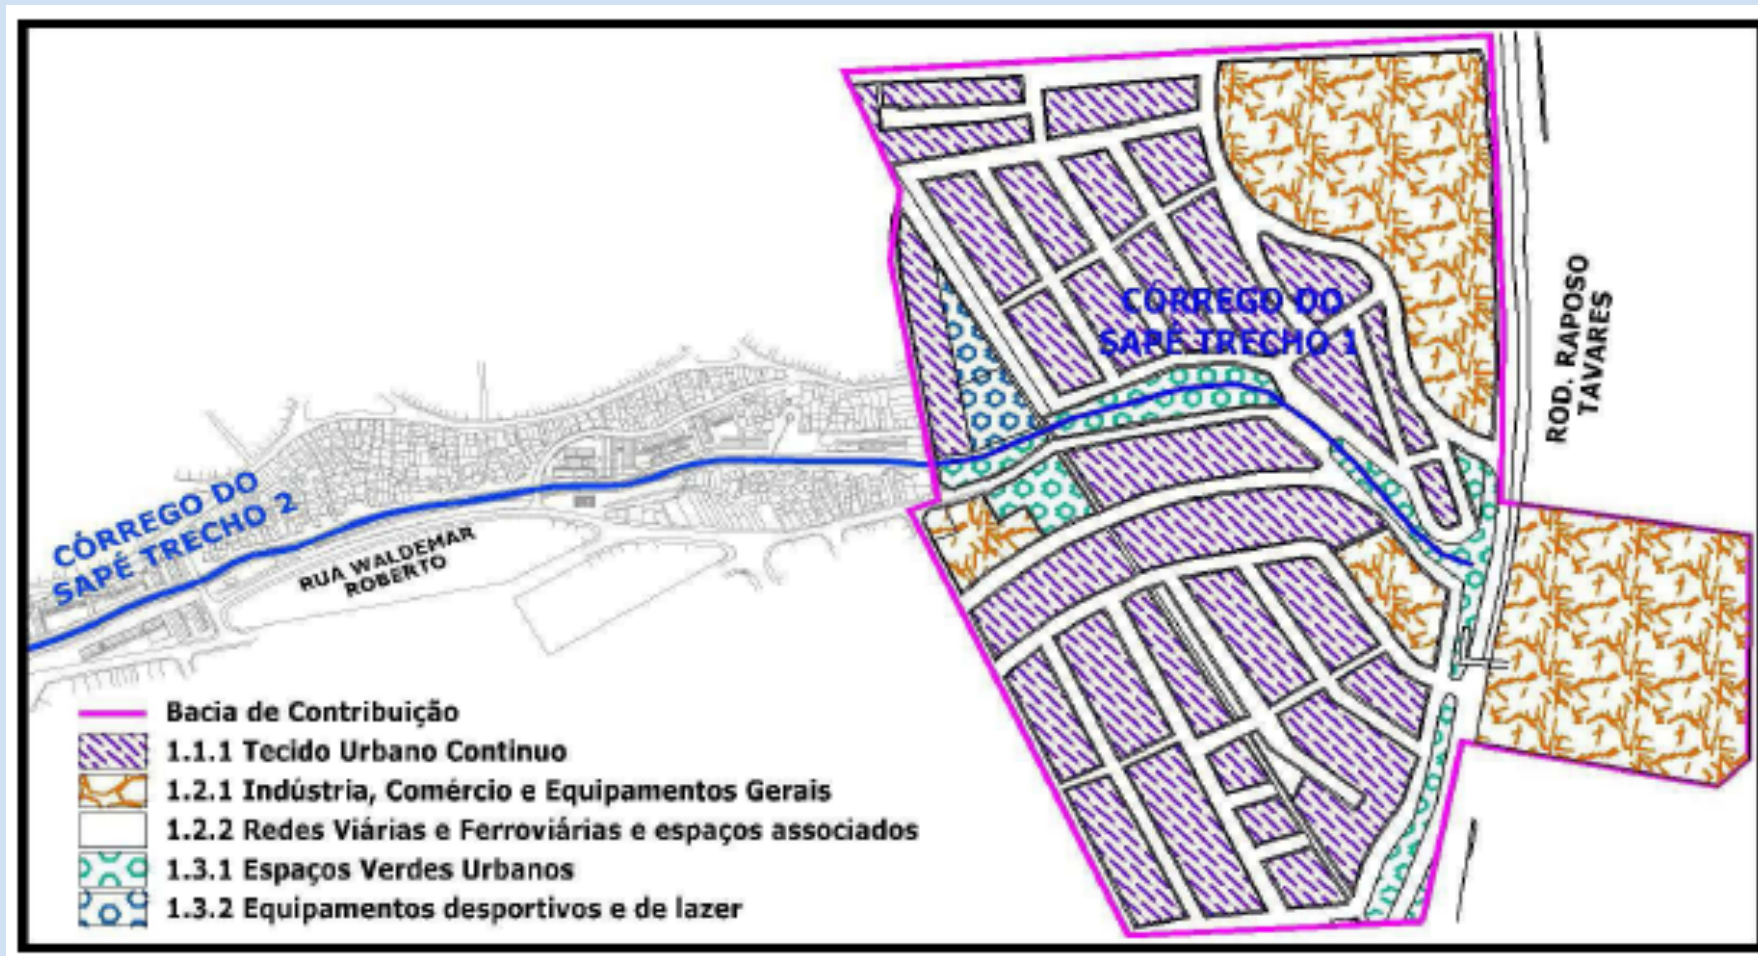 CÓRREGO DO
SAPÉ TRECHO 1
ROD. RAPOSO
TAVARES
CÓRREGO DO
SAPÉ TRECHO 2
RUA WALDEMAR
ROBERTO
Bacia de Contribuição
1.1.1 Tecido Urbano Continuo
1.2.1 Indústria, Comércio e Equipamentos Gerais
1.2.2 Redes Viárias e Ferroviárias e espaços associados
1.3.1 Espaços Verdes Urbanos
1.3.2 Equipamentos desportivos e de lazer